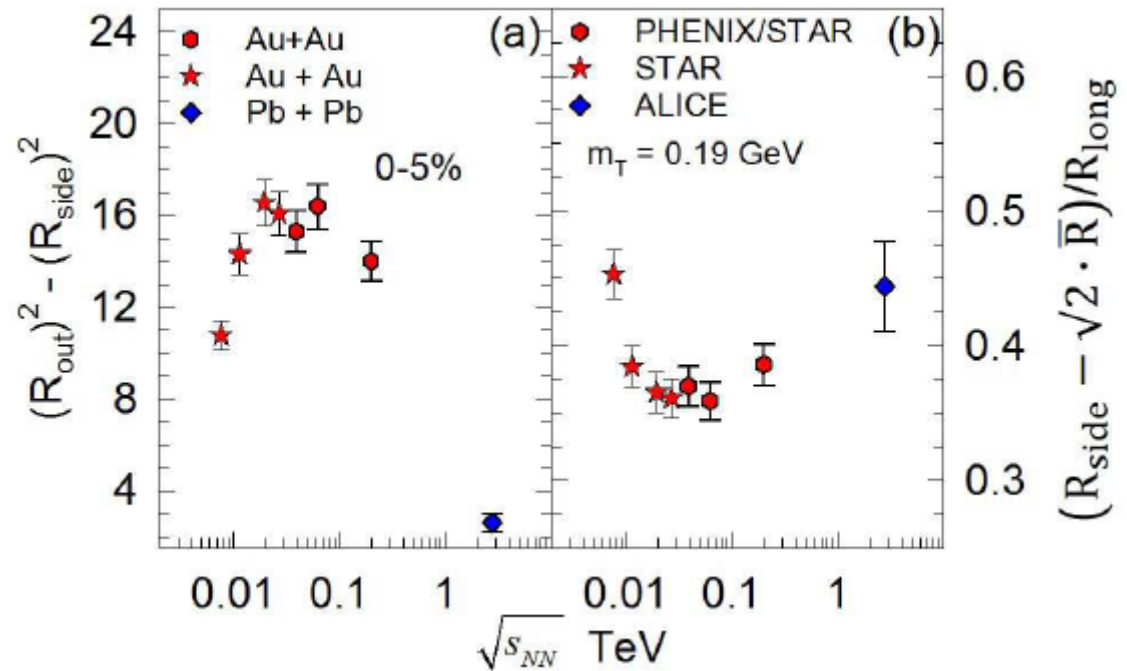 (R_out)^2 - (R_side)^2
24
20
16
12
8
4
(a)
Au+Au
Au + Au
Pb + Pb
0-5%
0.01 0.1 1
(b)
PHENIX/STAR
STAR
ALICE
m_T = 0.19 GeV
0.01 0.1 1
0.6
0.5
0.4
0.3
(R_side − √2 · R̅)/R_long
√s_NN TeV